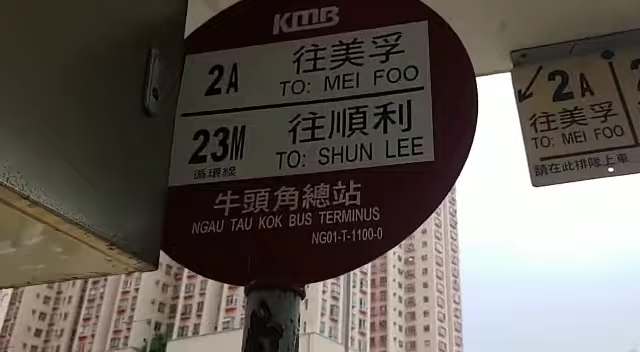 KMB
2A
往美孚
TO: MEI FOO
23M
循環線
往順利
TO: SHUN LEE
牛頭角總站
NGAU TAU KOK BUS TERMINUS
NG01-T-1100-0
2A
往美孚
TO: MEI FOO
請在此排隊上車